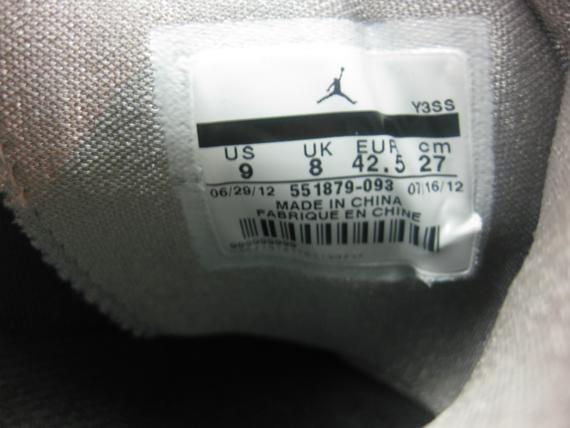 Y3SS
US UK EUR cm
9 8 42.5 27
06/29/12 551879-093 07/16/12
MADE IN CHINA
FABRIQUE EN CHINE